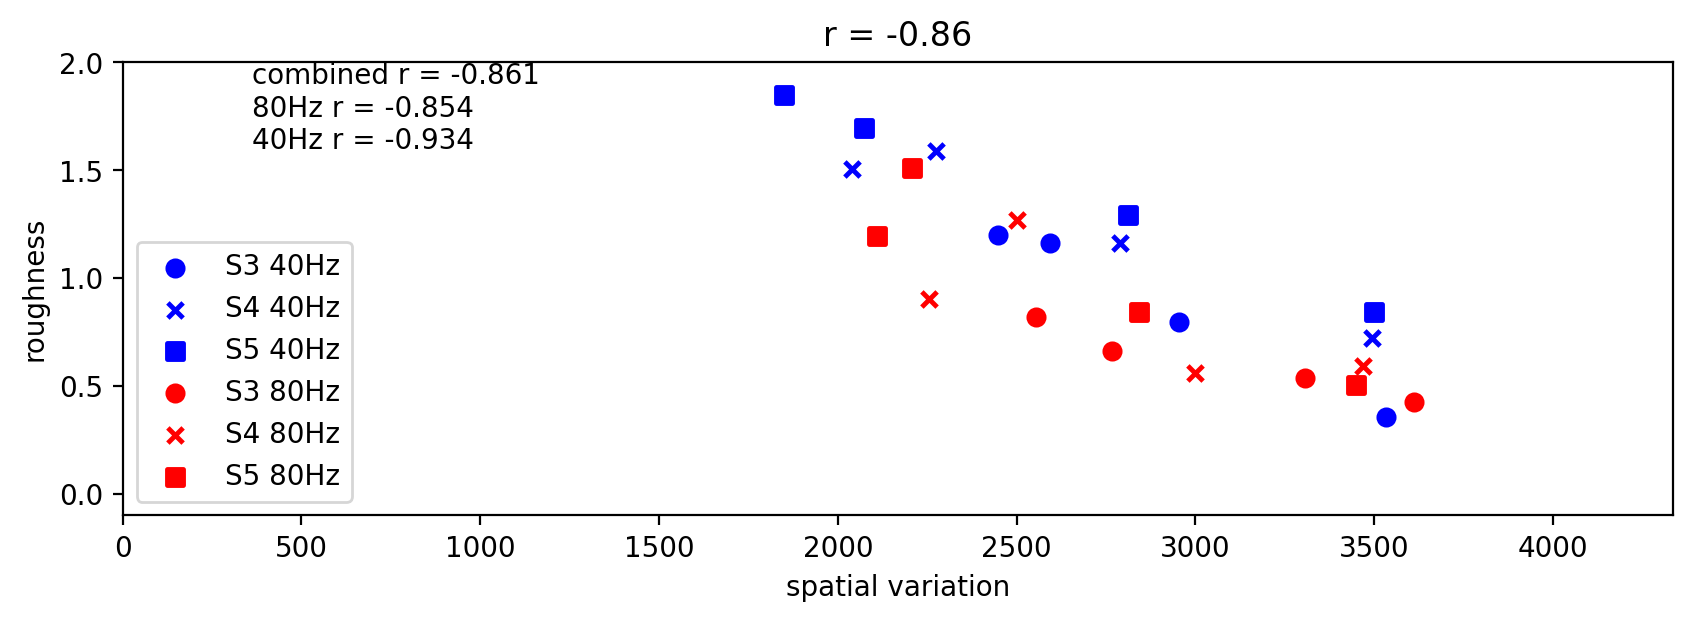 r = -0.86
combined r = -0.861
80Hz r = -0.854
40Hz r = -0.934
2.0
1.5
1.0
0.5
0.0
roughness
S3 40Hz
S4 40Hz
S5 40Hz
S3 80Hz
S4 80Hz
S5 80Hz
0 500 1000 1500 2000 2500 3000 3500 4000
spatial variation